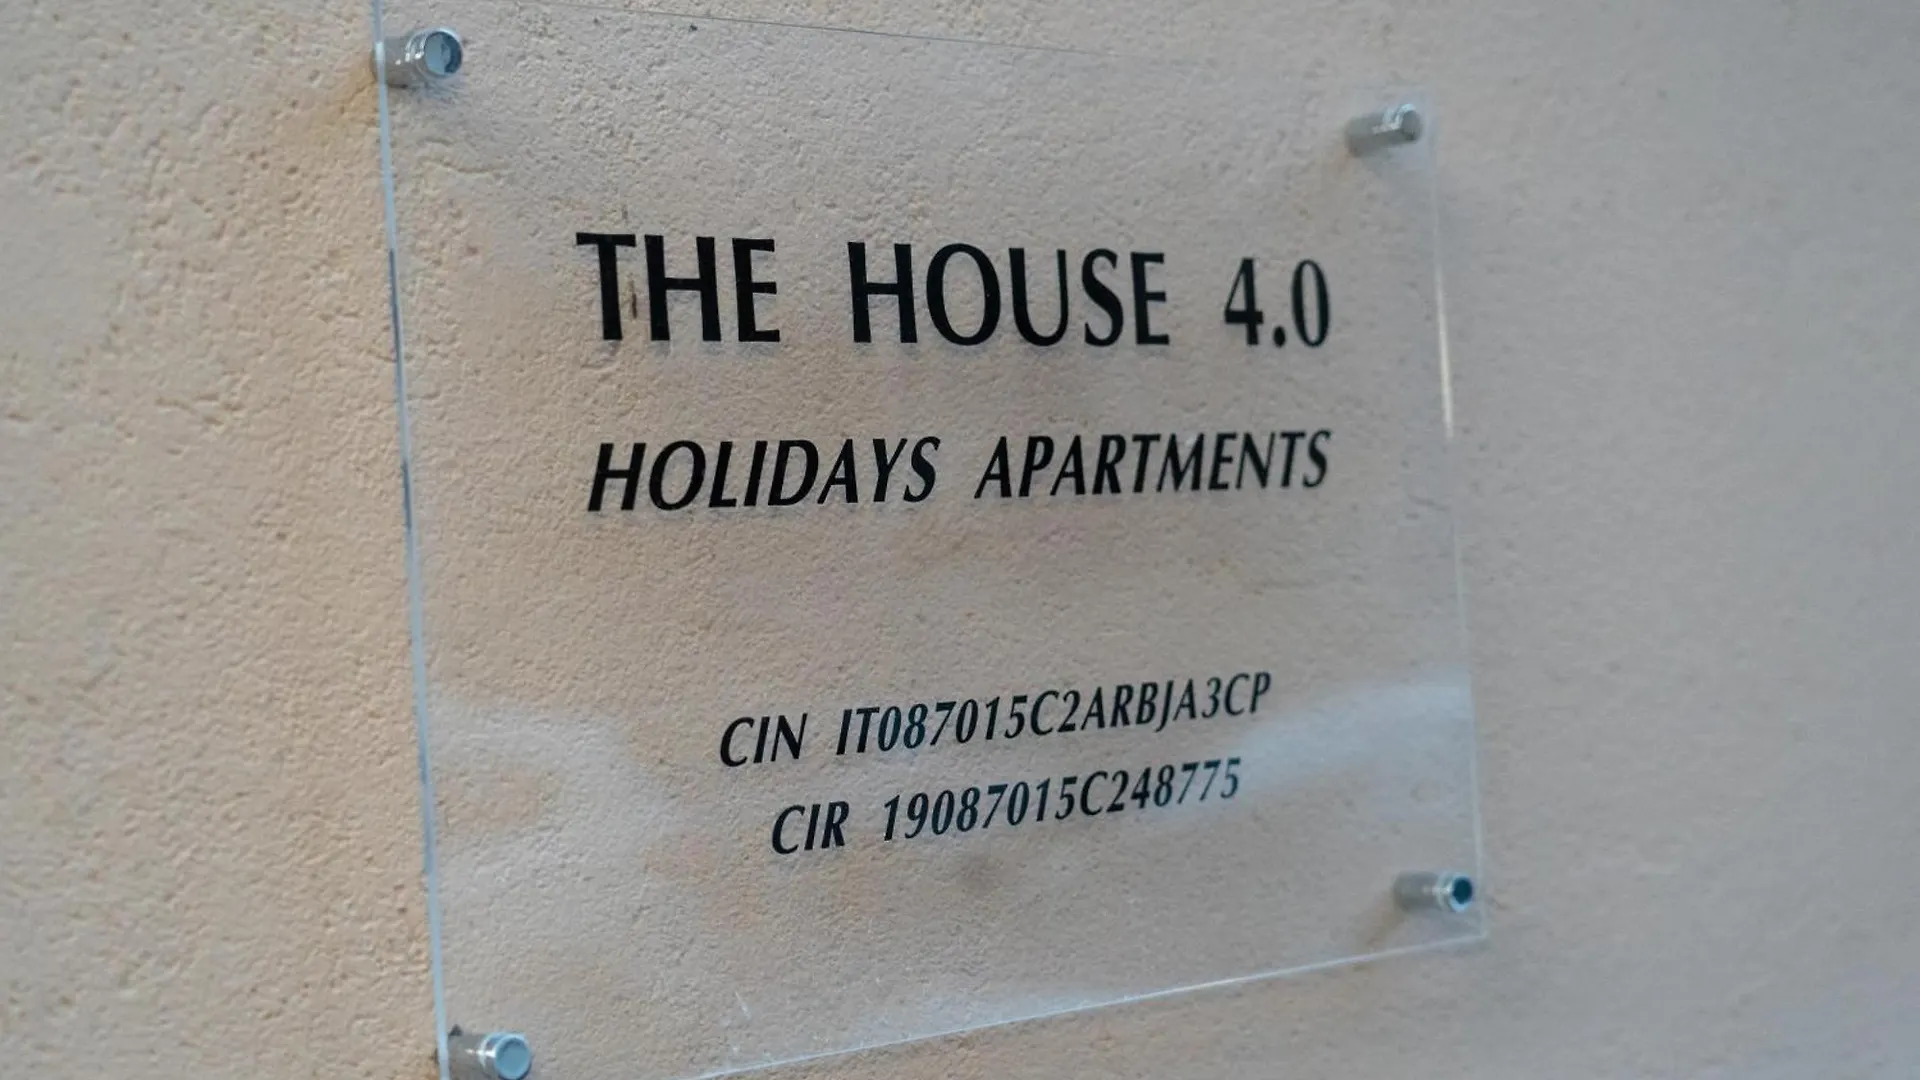 THE HOUSE 4.0
HOLIDAYS APARTMENTS
CIN IT087015C2ARBJA3CP
CIR 19087015C248775